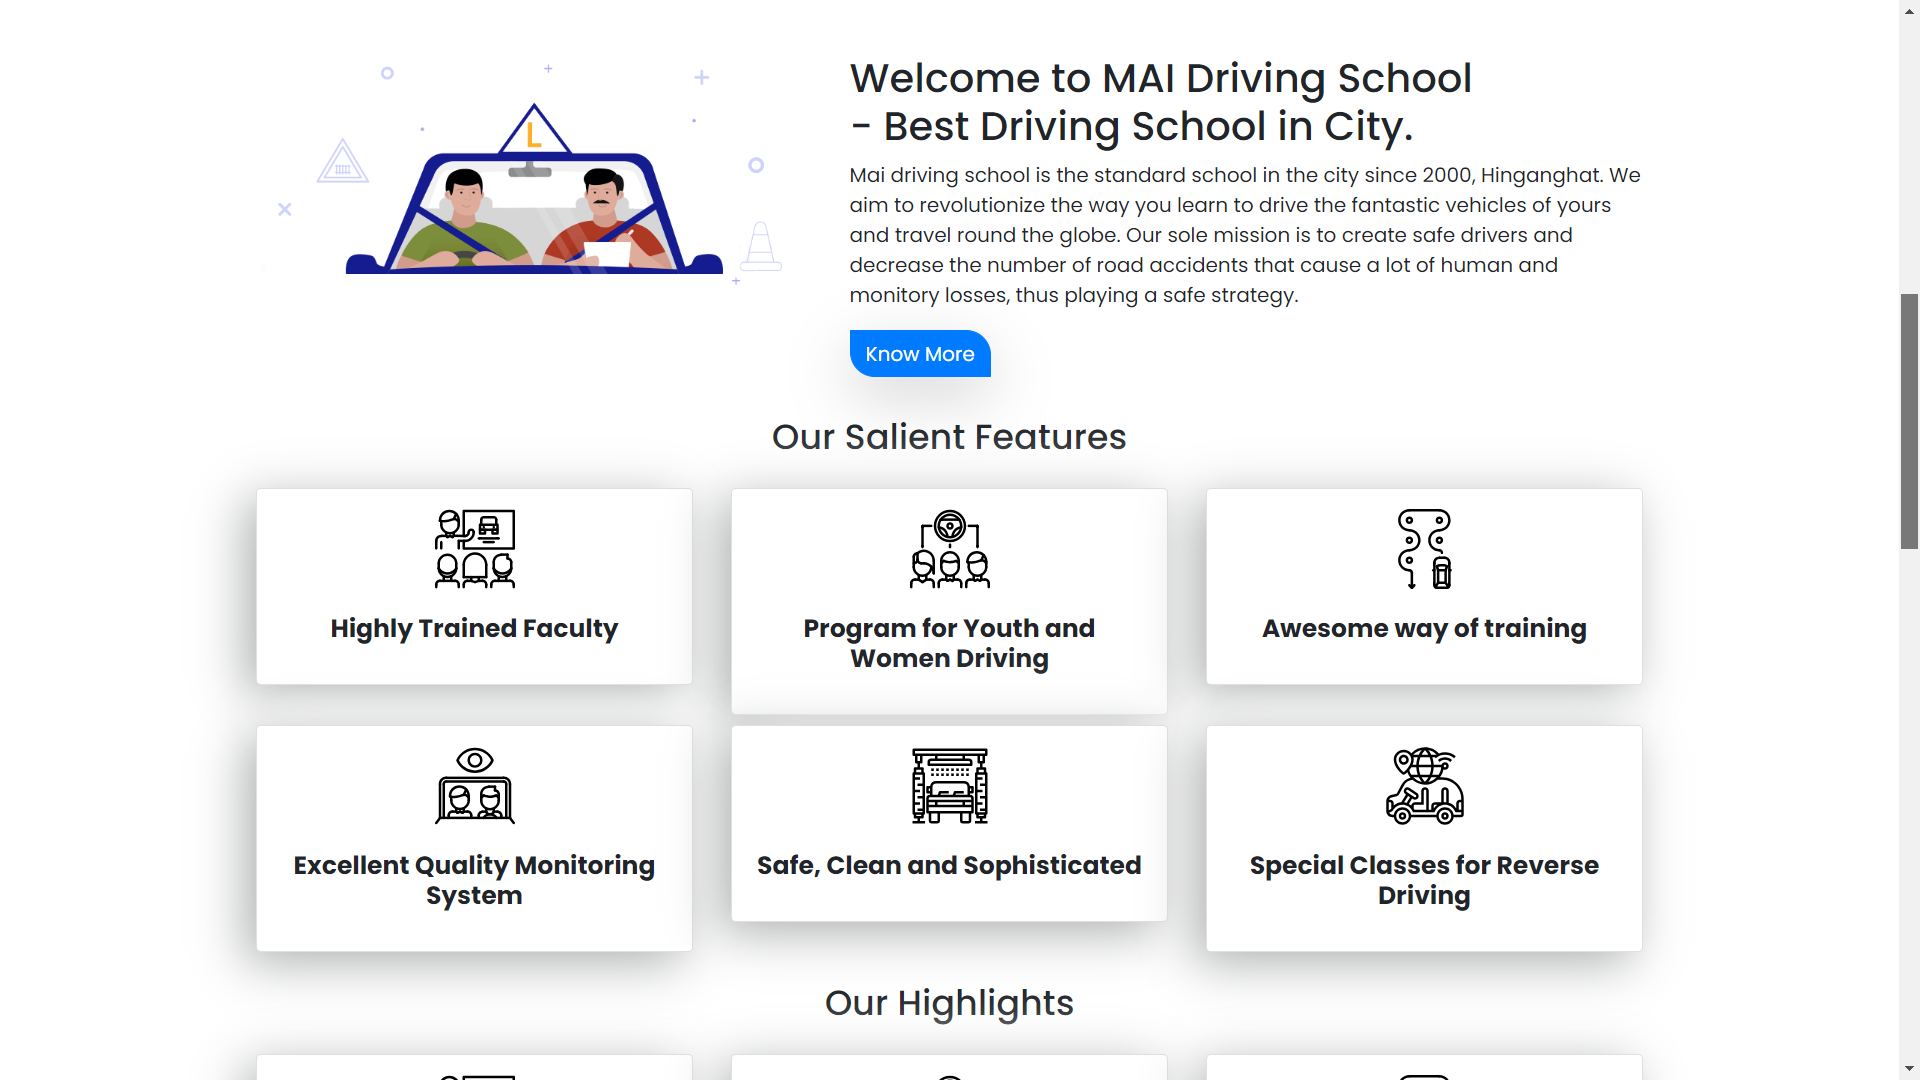 L
Welcome to MAI Driving School
- Best Driving School in City.
Mai driving school is the standard school in the city since 2000, Hinganghat. We
aim to revolutionize the way you learn to drive the fantastic vehicles of yours
and travel round the globe. Our sole mission is to create safe drivers and
decrease the number of road accidents that cause a lot of human and
monitory losses, thus playing a safe strategy.
Know More
Our Salient Features
Highly Trained Faculty
Program for Youth and
Women Driving
Awesome way of training
Excellent Quality Monitoring
System
Safe, Clean and Sophisticated
Special Classes for Reverse
Driving
Our Highlights